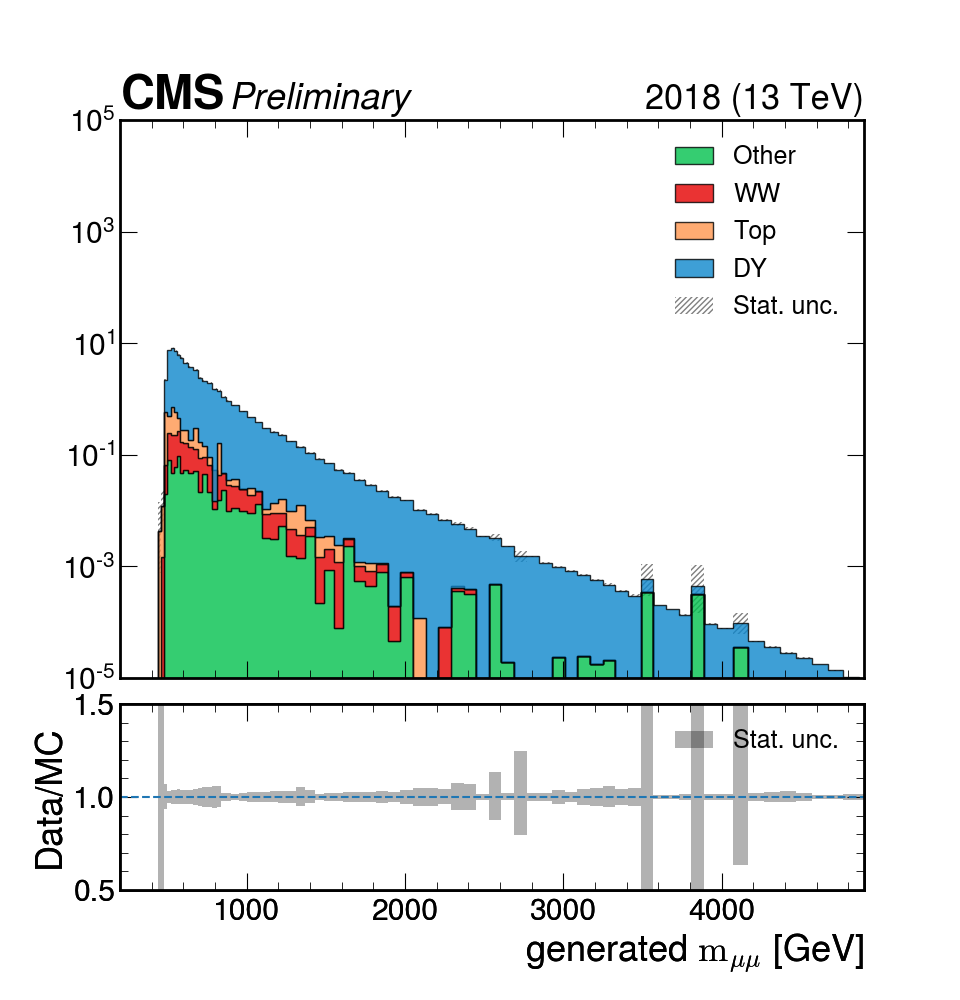 CMS Preliminary 2018 (13 TeV)
10^5
Other
WW
10^3
Top
DY
Stat. unc.
10^1
10^-1
10^-3
10^-5
1.5
Stat. unc.
Data/MC
1.0
0.5
1000 2000 3000 4000
generated m_μμ [GeV]